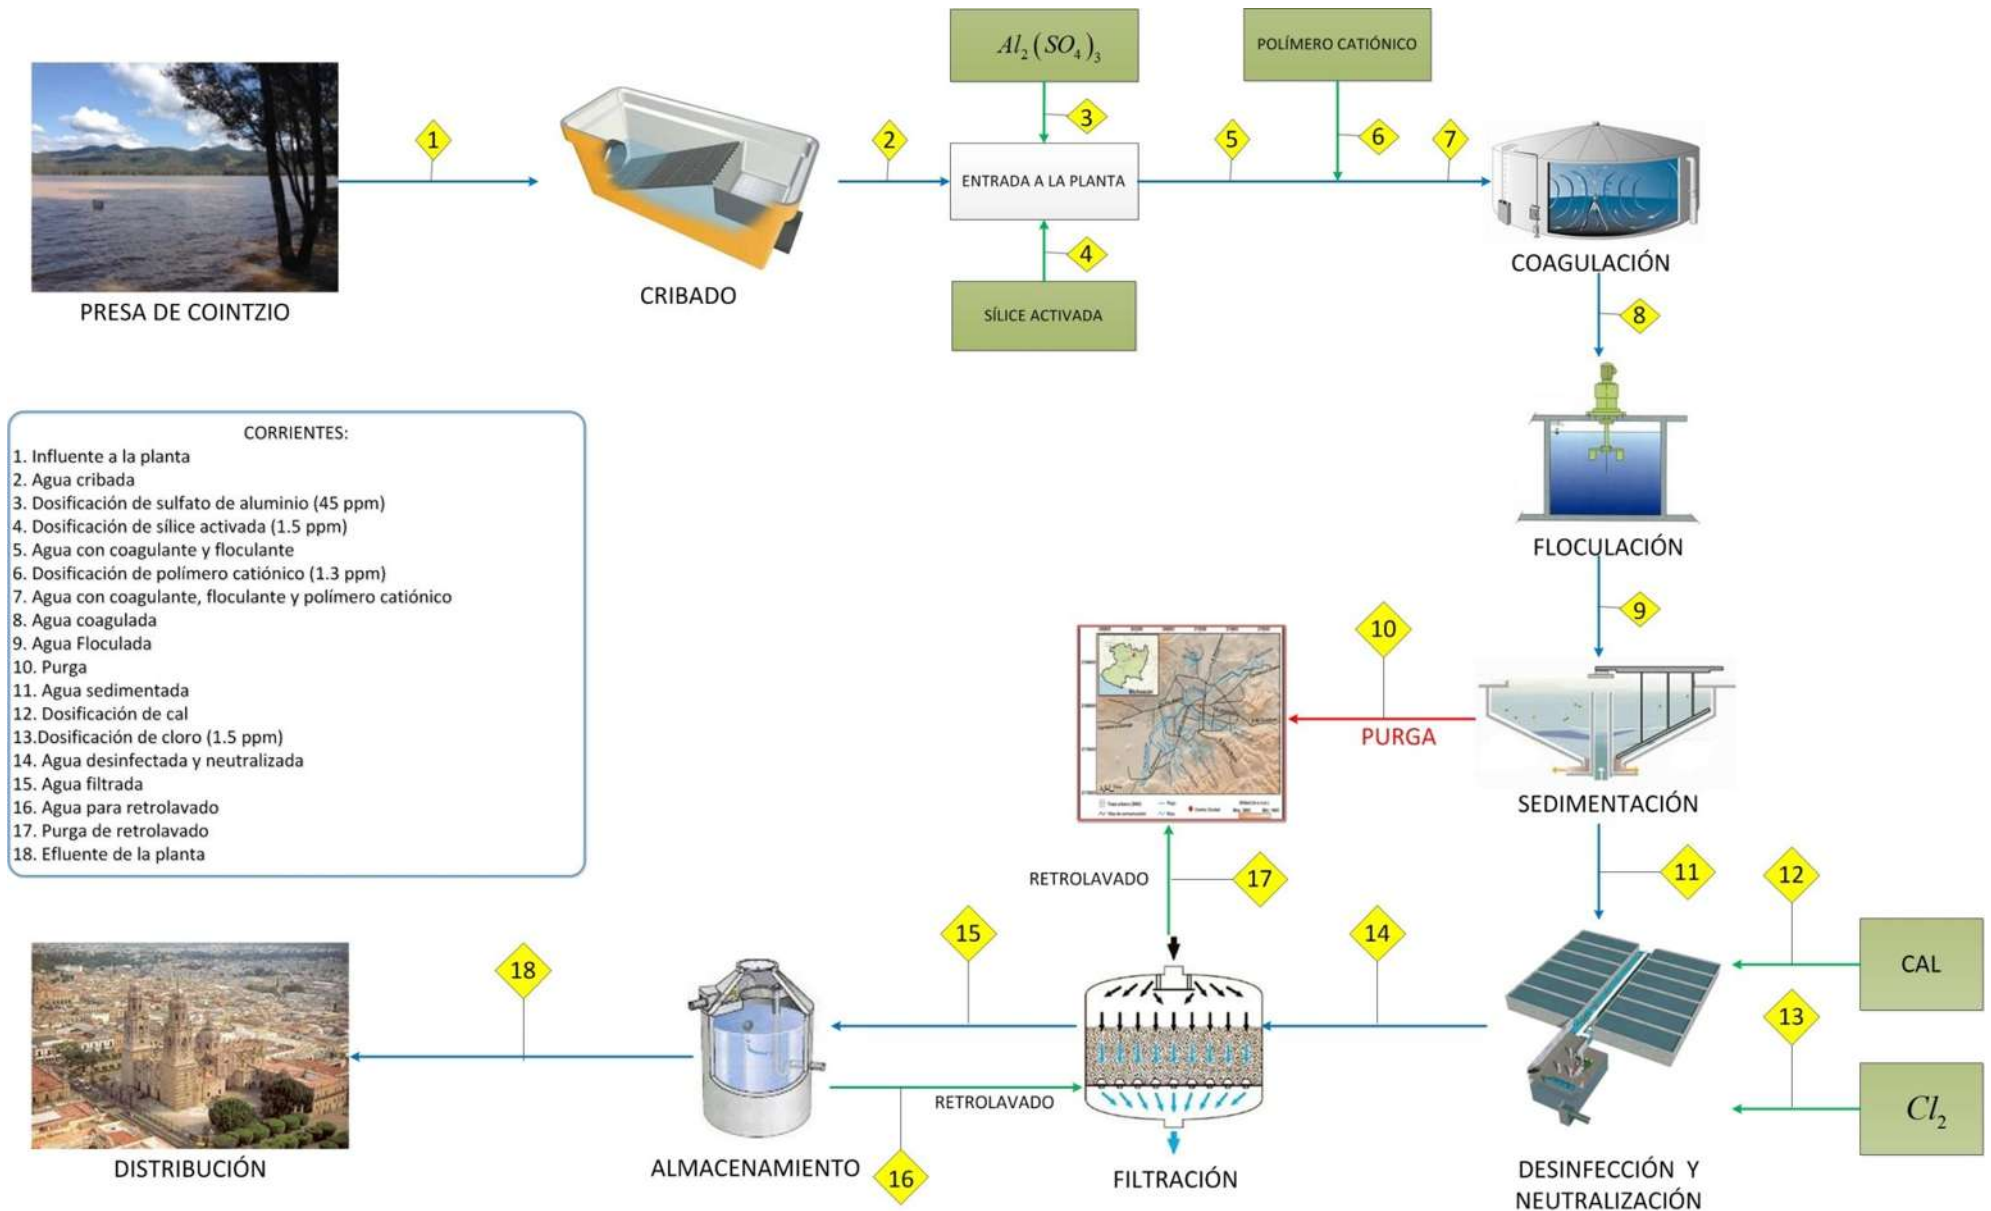 Al₂(SO₄)₃
POLÍMERO CATIÓNICO
1
2
3
ENTRADA A LA PLANTA
5
6
7
4
SÍLICE ACTIVADA
PRESA DE COINTZIO
CRIBADO
COAGULACIÓN
8
FLOCULACIÓN
9
CORRIENTES:
1. Influente a la planta
2. Agua cribada
3. Dosificación de sulfato de aluminio (45 ppm)
4. Dosificación de sílice activada (1.5 ppm)
5. Agua con coagulante y floculante
6. Dosificación de polímero catiónico (1.3 ppm)
7. Agua con coagulante, floculante y polímero catiónico
8. Agua coagulada
9. Agua Floculada
10. Purga
11. Agua sedimentada
12. Dosificación de cal
13.Dosificación de cloro (1.5 ppm)
14. Agua desinfectada y neutralizada
15. Agua filtrada
16. Agua para retrolavado
17. Purga de retrolavado
18. Efluente de la planta
10
PURGA
Michoacán
SEDIMENTACIÓN
11
12
CAL
13
Cl₂
DESINFECCIÓN Y
NEUTRALIZACIÓN
14
RETROLAVADO
17
FILTRACIÓN
15
RETROLAVADO
16
ALMACENAMIENTO
18
DISTRIBUCIÓN